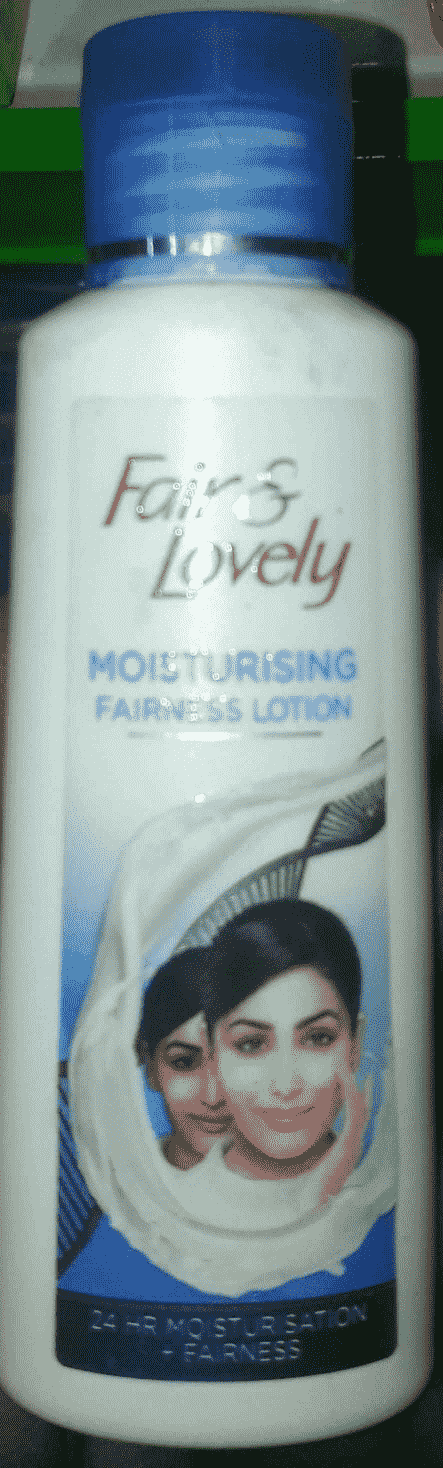 Fair &
Lovely
MOISTURISING
FAIRNESS LOTION
24 HR MOISTURISATION
+ FAIRNESS